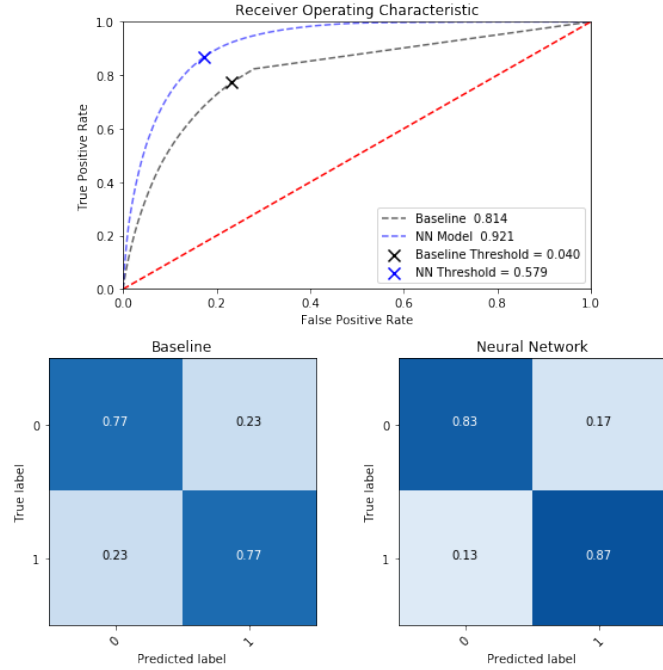 Receiver Operating Characteristic
1.0
0.8
0.6
0.4
0.2
0.0
True Positive Rate
Baseline 0.814
NN Model 0.921
Baseline Threshold = 0.040
NN Threshold = 0.579
0.0 0.2 0.4 0.6 0.8 1.0
False Positive Rate
Baseline
True label
0
0.77 0.23
1
0.23 0.77
0 1
Predicted label
Neural Network
True label
0
0.83 0.17
1
0.13 0.87
0 1
Predicted label